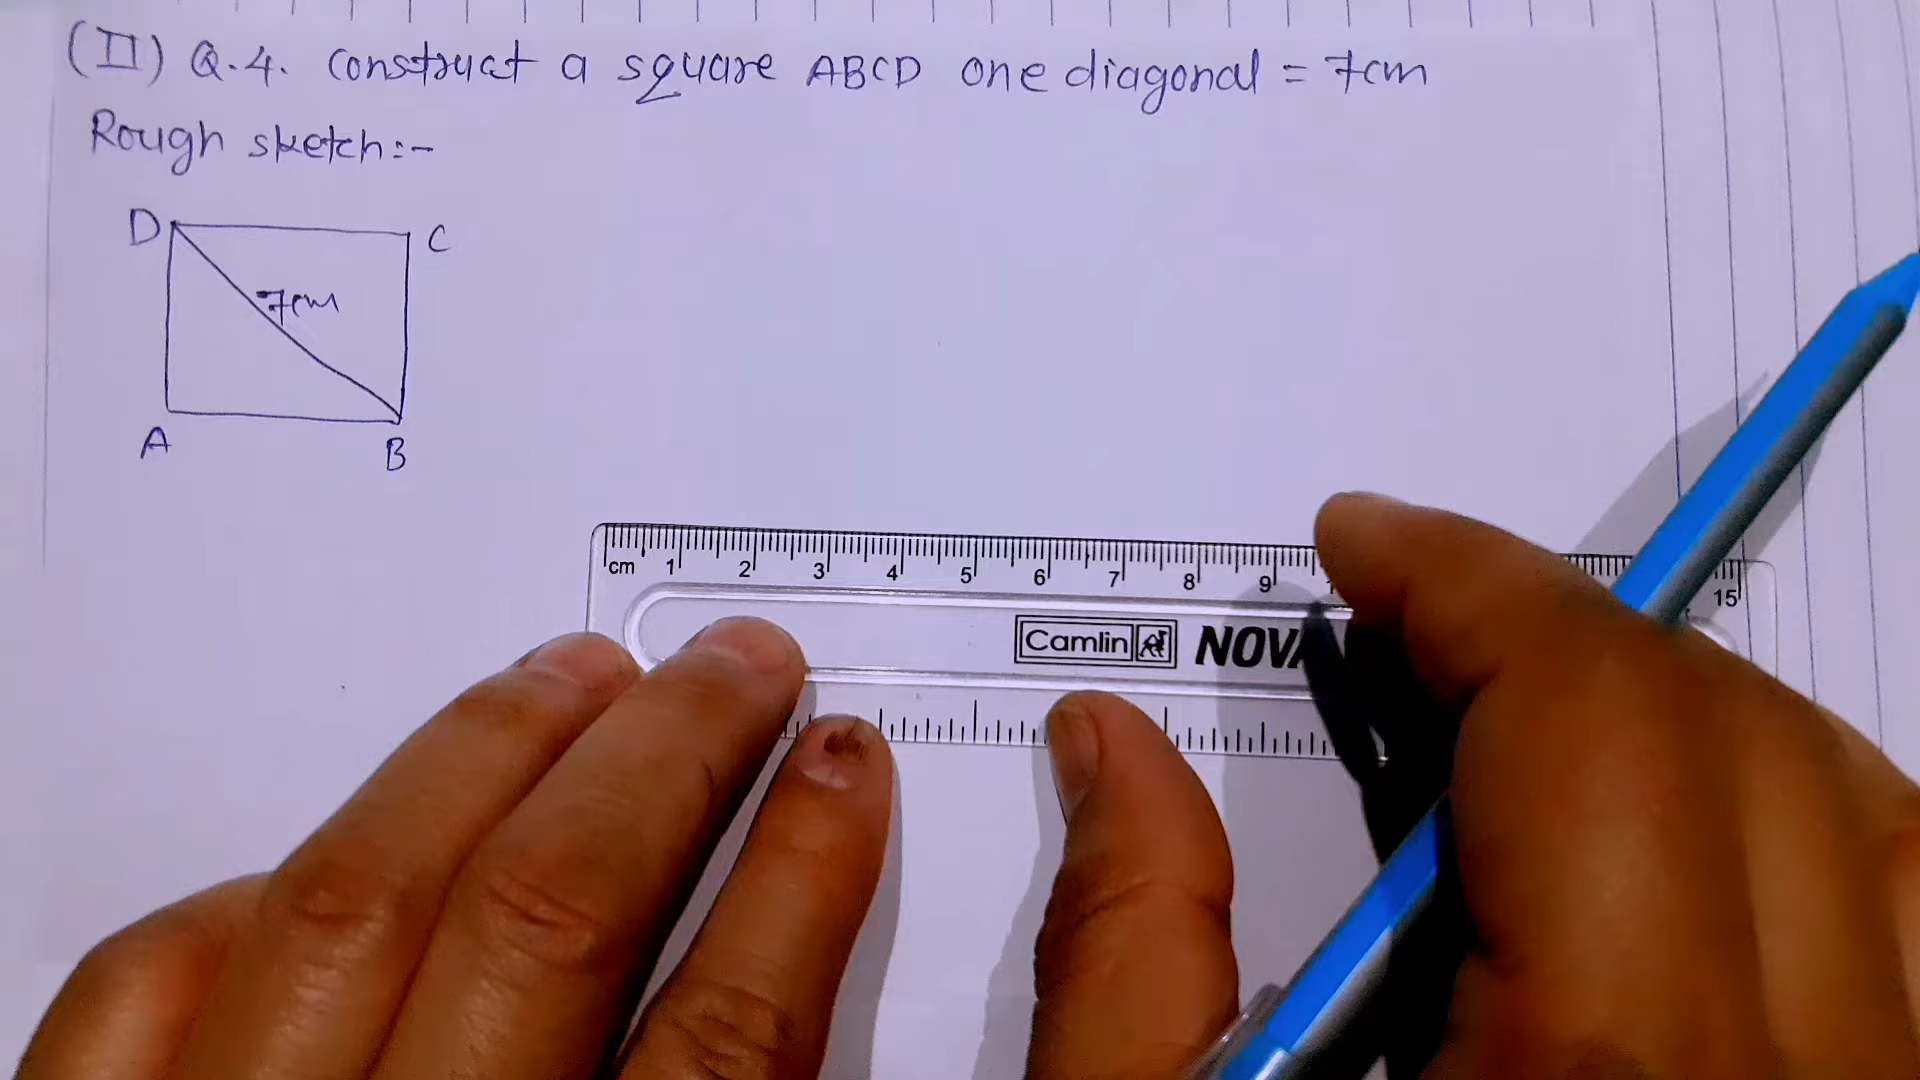 (II) Q.4. Construct a square ABCD one diagonal = 7cm
Rough sketch:-
D
C
7cm
A
B
cm 1 2 3 4 5 6 7 8 9 15
Camlin